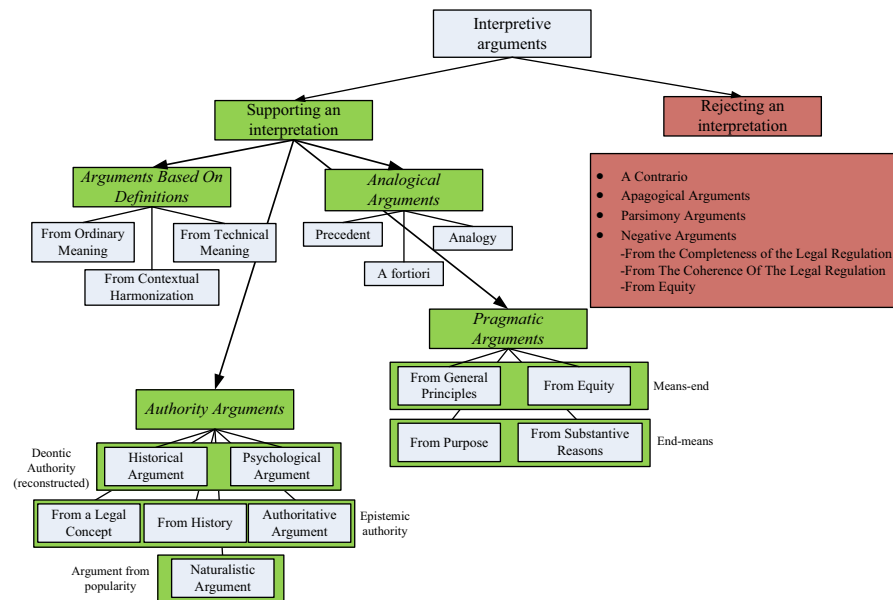 Interpretive
arguments
Supporting an
interpretation
Rejecting an
interpretation
Arguments Based On
Definitions
Analogical
Arguments
From Ordinary
Meaning
From Technical
Meaning
From Contextual
Harmonization
Precedent
Analogy
A fortiori
• A Contrario
• Apagogical Arguments
• Parsimony Arguments
• Negative Arguments
-From the Completeness of the Legal Regulation
-From The Coherence Of The Legal Regulation
-From Equity
Pragmatic
Arguments
From General
Principles
From Equity
Means-end
From Purpose
From Substantive
Reasons
End-means
Authority Arguments
Deontic
Authority
(reconstructed)
Historical
Argument
Psychological
Argument
From a Legal
Concept
From History
Authoritative
Argument
Epistemic
authority
Argument from
popularity
Naturalistic
Argument